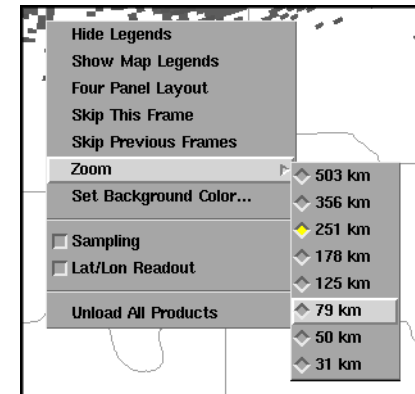 Hide Legends
Show Map Legends
Four Panel Layout
Skip This Frame
Skip Previous Frames
Zoom
Set Background Color...
Sampling
Lat/Lon Readout
Unload All Products
503 km
356 km
251 km
178 km
125 km
79 km
50 km
31 km